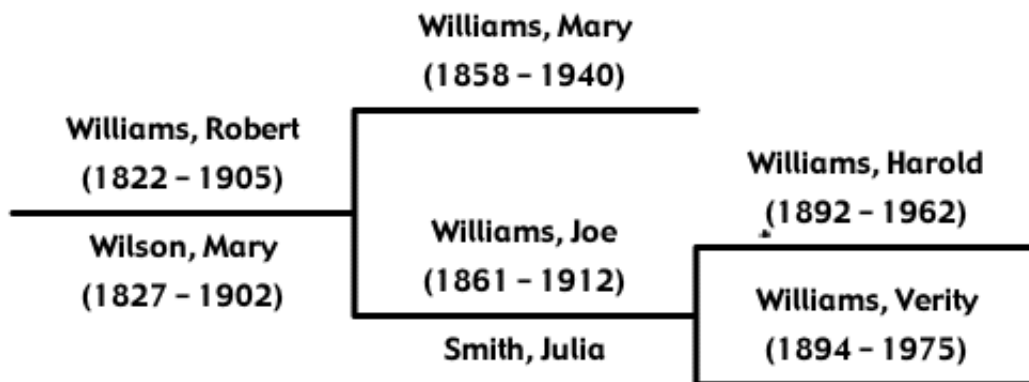 Williams, Mary
(1858 – 1940)
Williams, Robert
(1822 – 1905)
Wilson, Mary
(1827 – 1902)
Williams, Joe
(1861 – 1912)
Smith, Julia
Williams, Harold
(1892 – 1962)
Williams, Verity
(1894 – 1975)